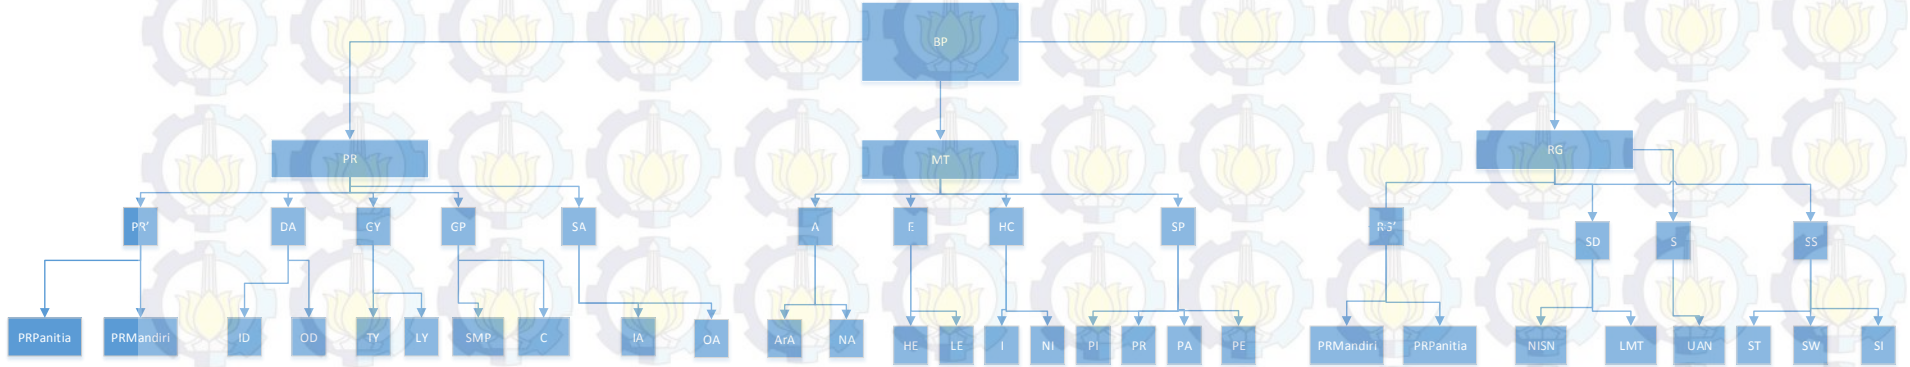 BP
PR
MT
RG
PR'
DA
CY
GP
SA
A
E
HC
SP
RG'
SD
S
SS
PRPanitia
PRMandiri
ID
OD
TY
LY
SMP
C
IA
OA
ArA
NA
HE
LE
I
NI
PI
PR
PA
PE
PRMandiri
PRPanitia
NISN
LMT
UAN
ST
SW
SI